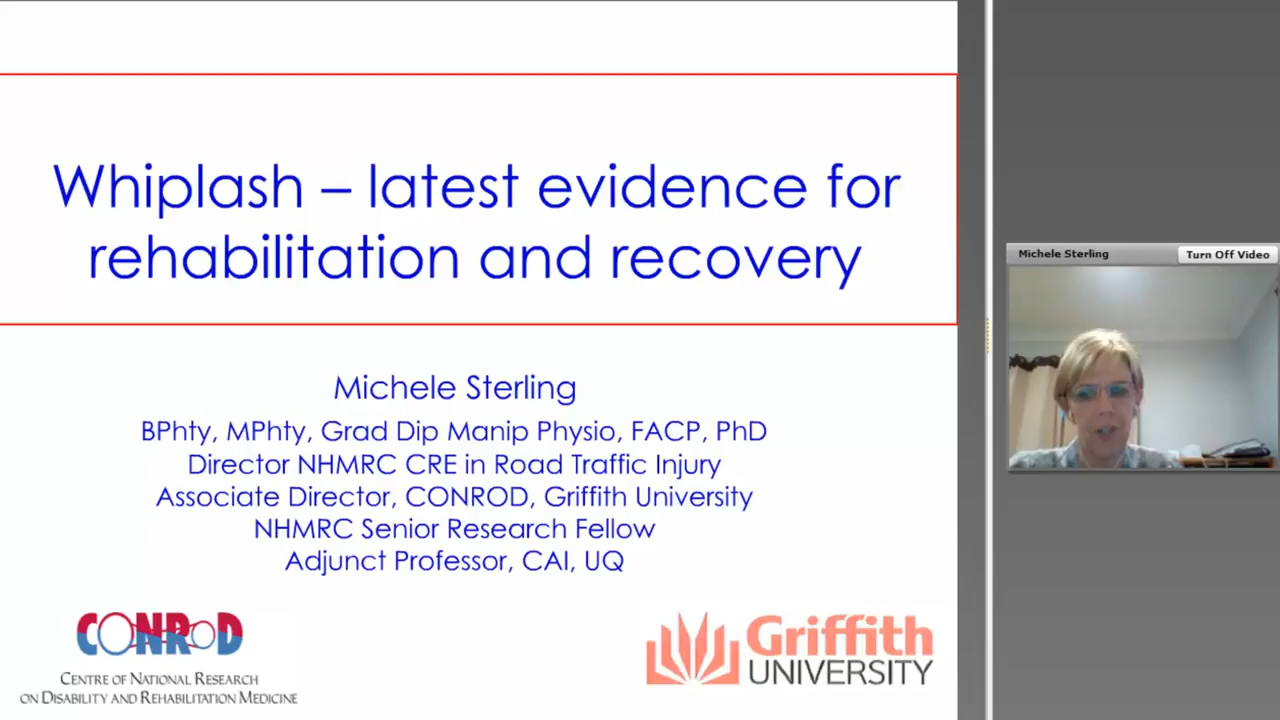 Whiplash – latest evidence for
rehabilitation and recovery
Michele Sterling
BPhty, MPhty, Grad Dip Manip Physio, FACP, PhD
Director NHMRC CRE in Road Traffic Injury
Associate Director, CONROD, Griffith University
NHMRC Senior Research Fellow
Adjunct Professor, CAI, UQ
CONROD
CENTRE OF NATIONAL RESEARCH
ON DISABILITY AND REHABILITATION MEDICINE
Griffith
UNIVERSITY
Michele Sterling
Turn Off Video